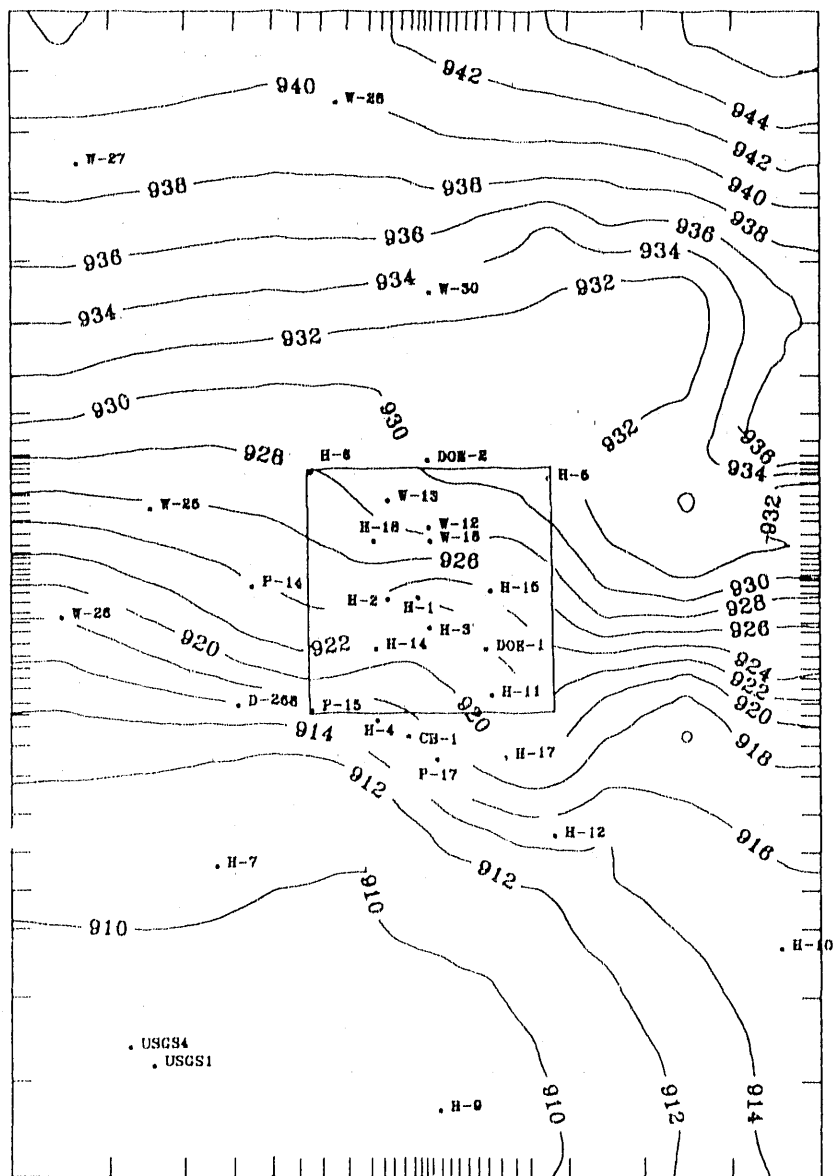 942
940
W-28
944
W-27
942
938
938
940
938
936
936
936
934
934
932
W-30
934
932
930
930
932
936
928
H-6
DOE-2
934
H-5
932
W-25
W-13
H-18
W-12
W-18
926
P-14
H-15
930
W-26
H-2
H-1
928
920
H-3
926
922
H-14
DOE-1
924
922
D-268
P-15
920
H-11
920
914
H-4
CB-1
918
H-17
912
P-17
H-12
916
H-7
912
910
910
H-10
USGS4
USGS1
H-9
910
912
914